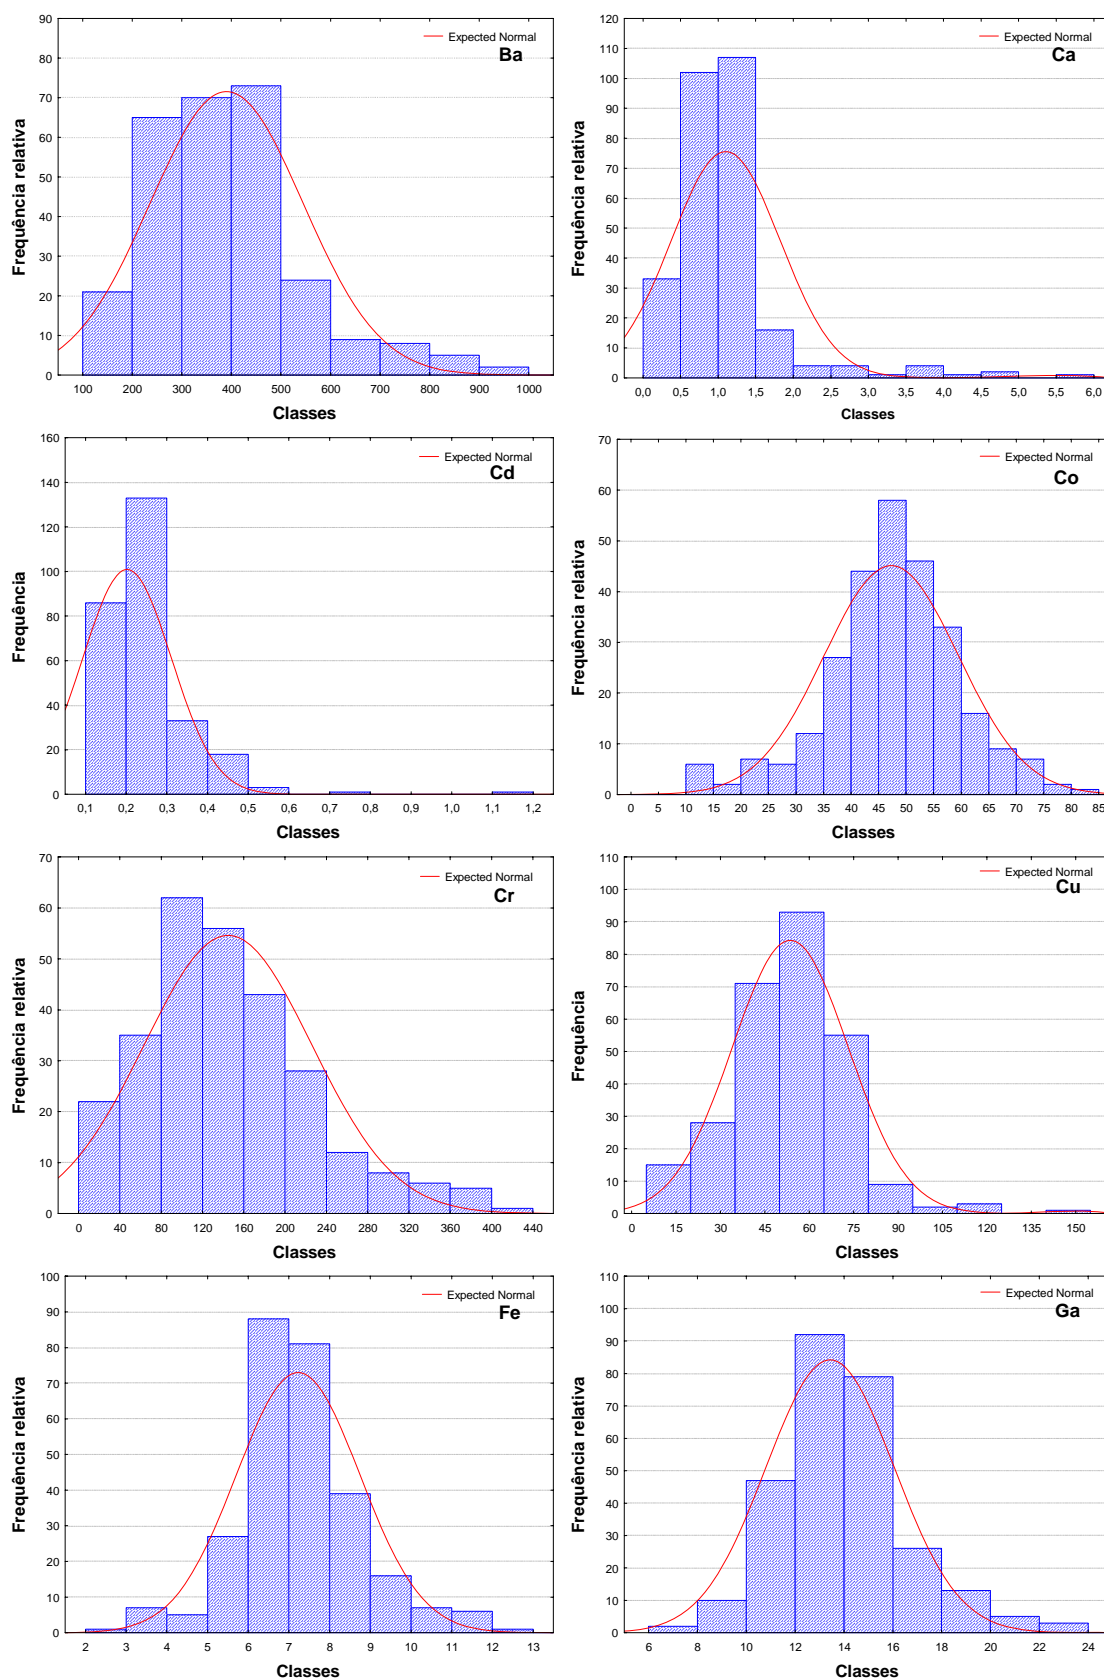 Expected Normal
Ba
Frequência relativa
90
80
70
60
50
40
30
20
10
0
100 200 300 400 500 600 700 800 900 1000
Classes
Expected Normal
Ca
Frequência relativa
120
110
100
90
80
70
60
50
40
30
20
10
0
0,0 0,5 1,0 1,5 2,0 2,5 3,0 3,5 4,0 4,5 5,0 5,5 6,0
Classes
Expected Normal
Cd
Frequência
160
140
120
100
80
60
40
20
0
0,1 0,2 0,3 0,4 0,5 0,6 0,7 0,8 0,9 1,0 1,1 1,2
Classes
Expected Normal
Co
Frequência relativa
70
60
50
40
30
20
10
0
0 5 10 15 20 25 30 35 40 45 50 55 60 65 70 75 80 85
Classes
Expected Normal
Cr
Frequência relativa
70
60
50
40
30
20
10
0
0 40 80 120 160 200 240 280 320 360 400 440
Classes
Expected Normal
Cu
Frequência
110
100
90
80
70
60
50
40
30
20
10
0
0 15 30 45 60 75 90 105 120 135 150
Classes
Expected Normal
Fe
Frequência relativa
100
90
80
70
60
50
40
30
20
10
0
2 3 4 5 6 7 8 9 10 11 12 13
Classes
Expected Normal
Ga
Frequência relativa
110
100
90
80
70
60
50
40
30
20
10
0
6 8 10 12 14 16 18 20 22 24
Classes